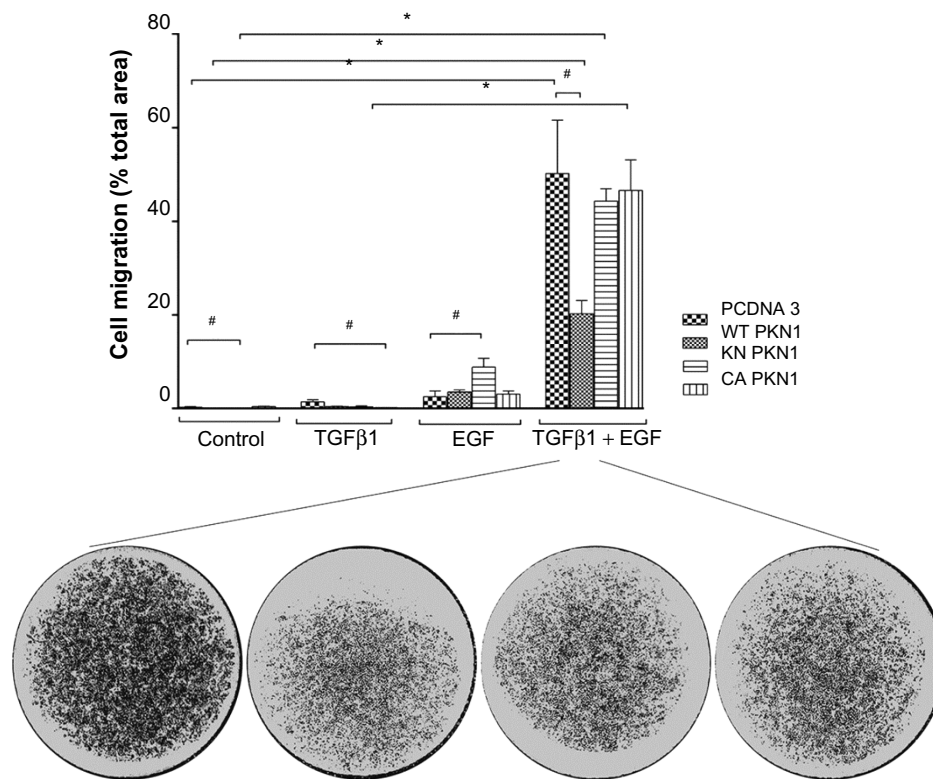 80
60
40
20
0
Cell migration (% total area)
*
*
*
#
*
#
#
#
PCDNA 3
WT PKN1
KN PKN1
CA PKN1
Control
TGFβ1
EGF
TGFβ1 + EGF